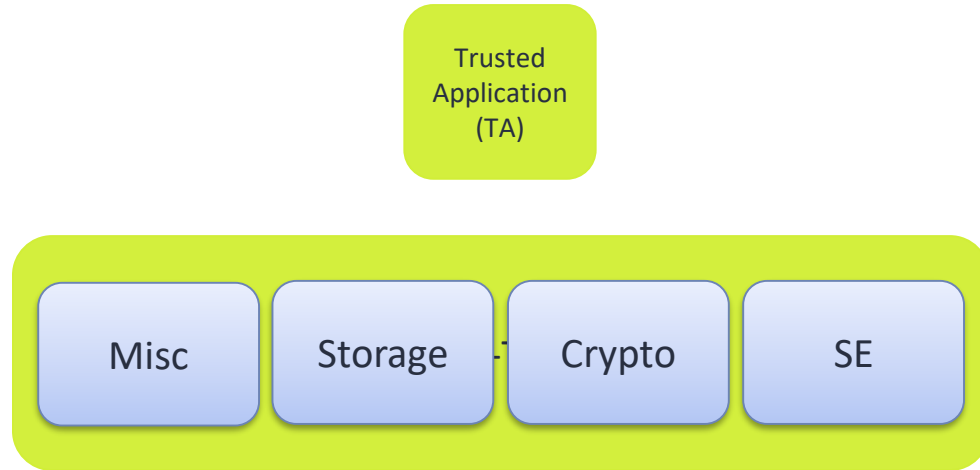 Trusted
Application
(TA)
Misc
Storage
Crypto
SE